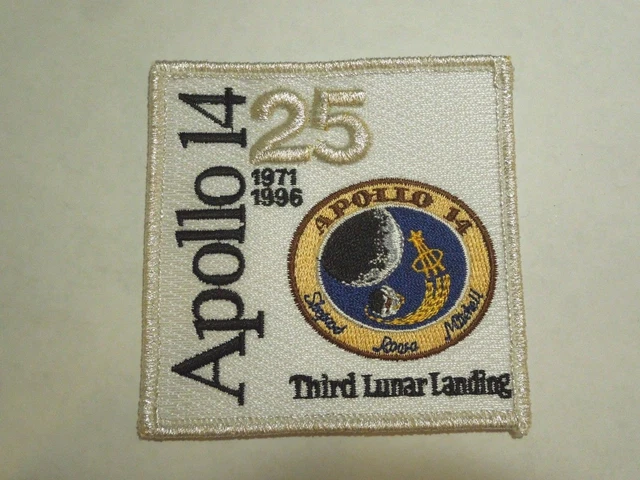 Apollo 14
25
1971
1996
APOLLO 14
Shepard
Roosa
Mitchell
Third Lunar Landing